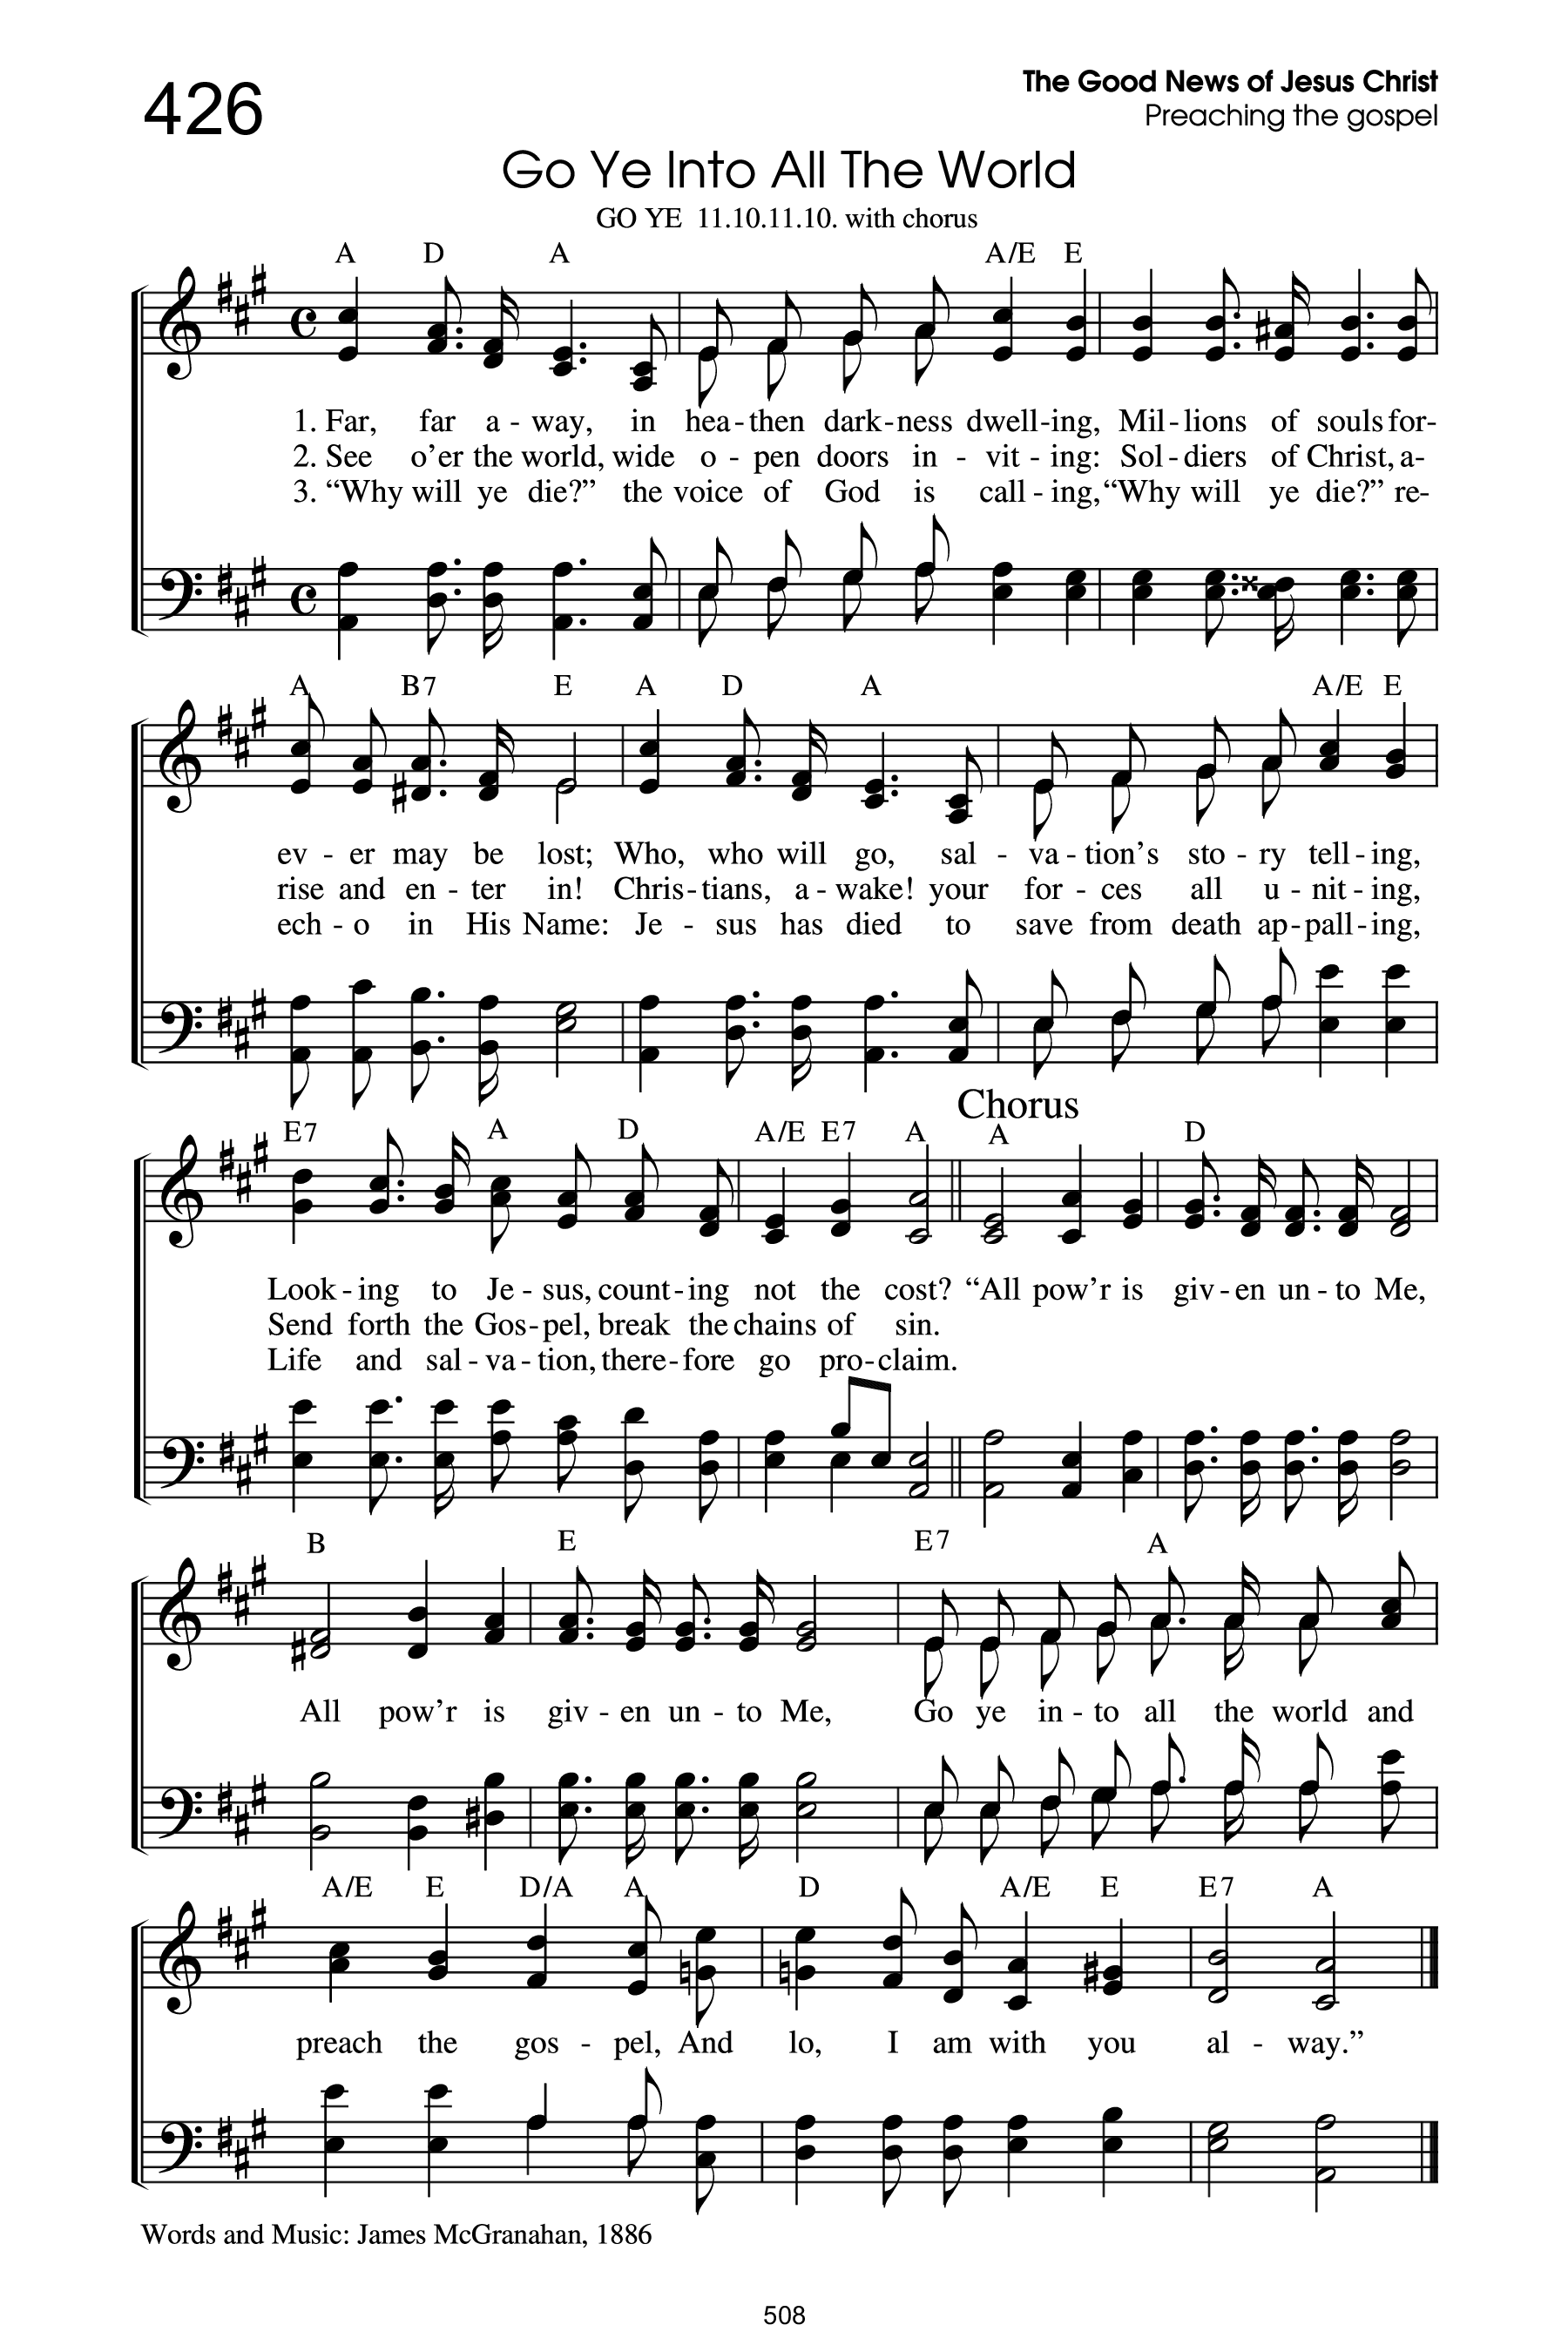 426
The Good News of Jesus Christ
Preaching the gospel
Go Ye Into All The World
GO YE 11.10.11.10. with chorus
A D A A/E E
1. Far, far a - way, in hea - then dark - ness dwell - ing, Mil - lions of souls for-
2. See o’er the world, wide o - pen doors in - vit - ing: Sol - diers of Christ, a-
3. “Why will ye die?” the voice of God is call - ing, “Why will ye die?” re-
A B7 E A D A A/E E
ev - er may be lost; Who, who will go, sal - va - tion’s sto - ry tell - ing,
rise and en - ter in! Chris - tians, a - wake! your for - ces all u - nit - ing,
ech - o in His Name: Je - sus has died to save from death ap - pall - ing,
Chorus
E7 A D A/E E7 A A D
Look - ing to Je - sus, count - ing not the cost? “All pow’r is giv - en un - to Me,
Send forth the Gos - pel, break the chains of sin.
Life and sal - va - tion, there - fore go pro - claim.
B E E7 A
All pow’r is giv - en un - to Me, Go ye in - to all the world and
A/E E D/A A D A/E E E7 A
preach the gos - pel, And lo, I am with you al - way.”
Words and Music: James McGranahan, 1886
508